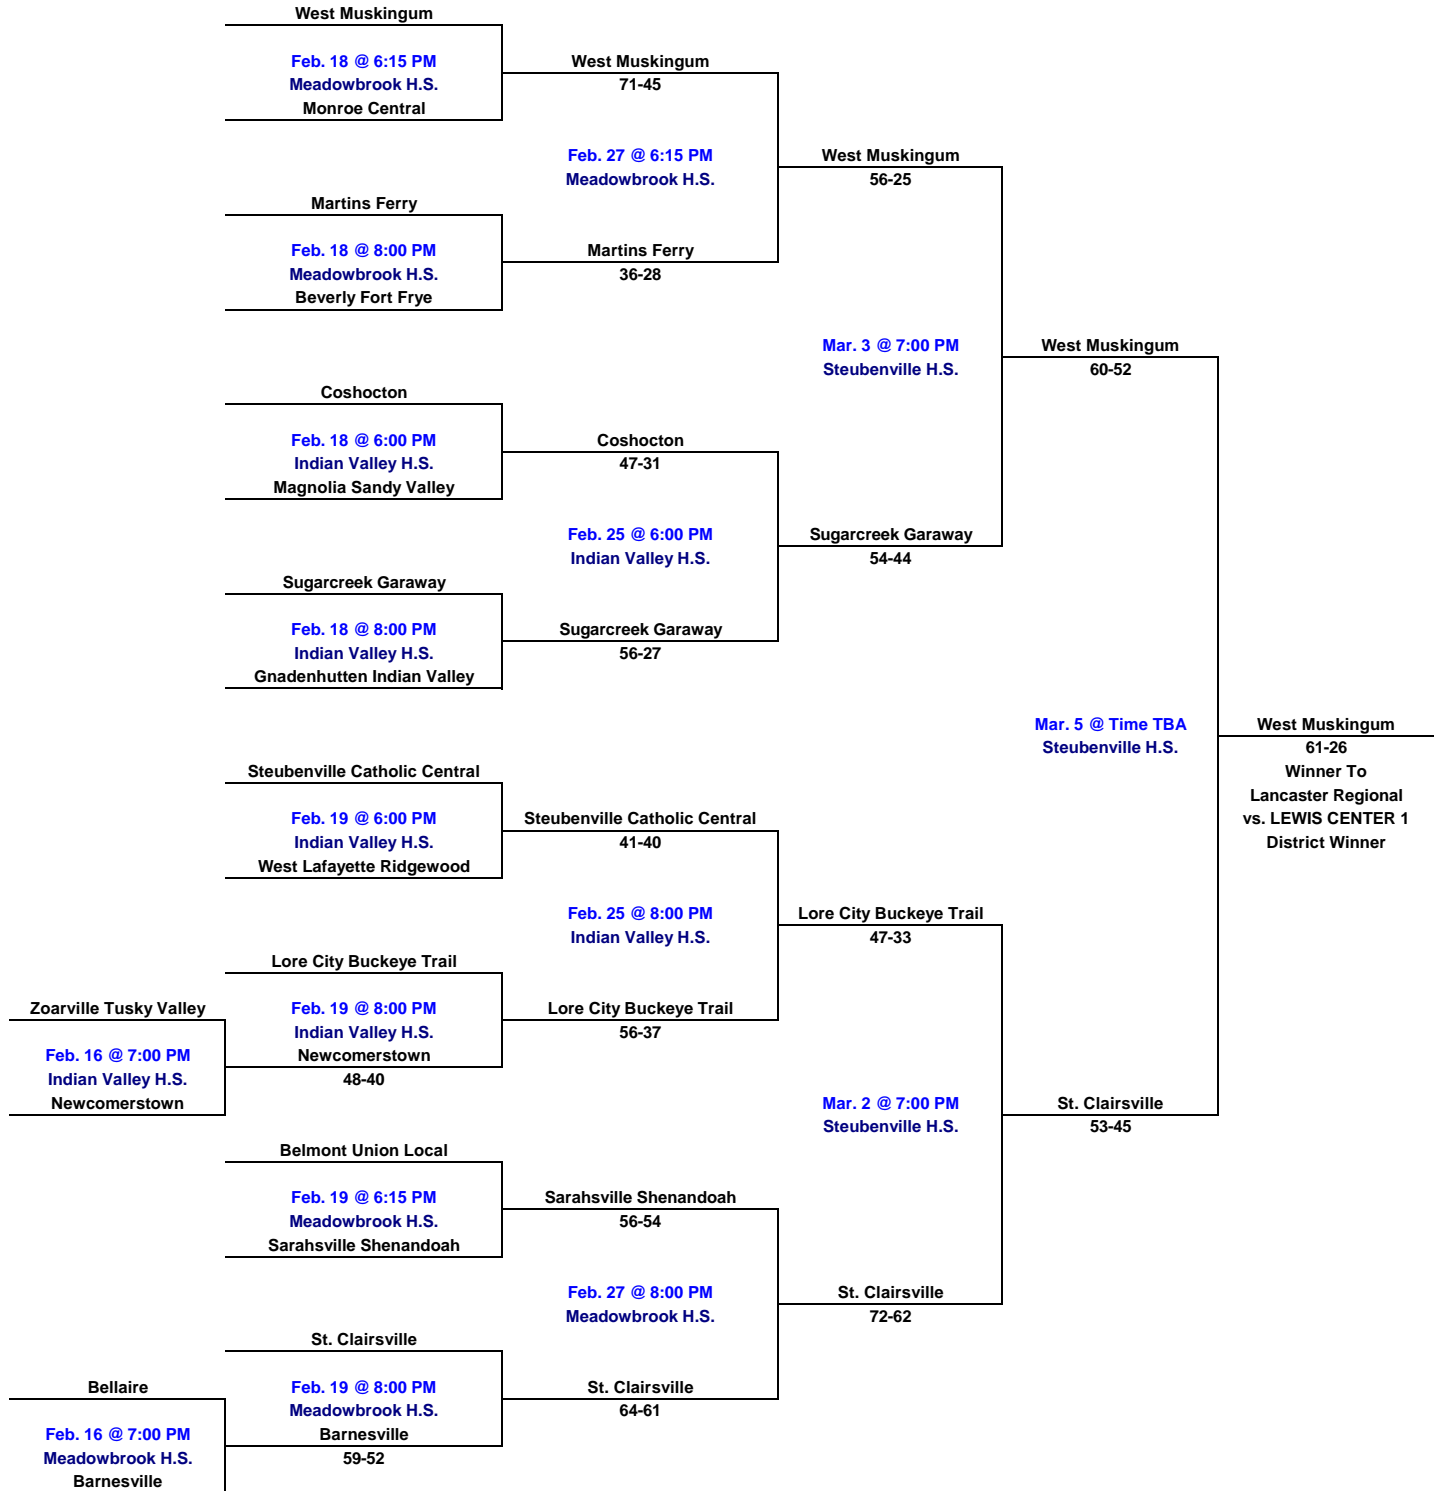 West Muskingum
Feb. 18 @ 6:15 PM
West Muskingum
Meadowbrook H.S.
71-45
Monroe Central
Feb. 27 @ 6:15 PM
West Muskingum
Meadowbrook H.S.
56-25
Martins Ferry
Feb. 18 @ 8:00 PM
Martins Ferry
Meadowbrook H.S.
36-28
Beverly Fort Frye
Mar. 3 @ 7:00 PM
West Muskingum
Steubenville H.S.
60-52
Coshocton
Feb. 18 @ 6:00 PM
Coshocton
Indian Valley H.S.
47-31
Magnolia Sandy Valley
Feb. 25 @ 6:00 PM
Sugarcreek Garaway
Indian Valley H.S.
54-44
Sugarcreek Garaway
Feb. 18 @ 8:00 PM
Sugarcreek Garaway
Indian Valley H.S.
56-27
Gnadenhutten Indian Valley
Mar. 5 @ Time TBA
West Muskingum
Steubenville H.S.
61-26
Winner To
Lancaster Regional
vs. LEWIS CENTER 1
District Winner
Steubenville Catholic Central
Feb. 19 @ 6:00 PM
Steubenville Catholic Central
Indian Valley H.S.
41-40
West Lafayette Ridgewood
Feb. 25 @ 8:00 PM
Lore City Buckeye Trail
Indian Valley H.S.
47-33
Lore City Buckeye Trail
Zoarville Tusky Valley
Feb. 19 @ 8:00 PM
Lore City Buckeye Trail
Indian Valley H.S.
56-37
Feb. 16 @ 7:00 PM
Newcomerstown
Indian Valley H.S.
48-40
Newcomerstown
Mar. 2 @ 7:00 PM
St. Clairsville
Steubenville H.S.
53-45
Belmont Union Local
Feb. 19 @ 6:15 PM
Sarahsville Shenandoah
Meadowbrook H.S.
56-54
Sarahsville Shenandoah
Feb. 27 @ 8:00 PM
St. Clairsville
Meadowbrook H.S.
72-62
St. Clairsville
Bellaire
Feb. 19 @ 8:00 PM
St. Clairsville
Meadowbrook H.S.
64-61
Feb. 16 @ 7:00 PM
Barnesville
Meadowbrook H.S.
59-52
Barnesville